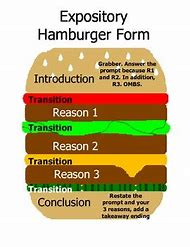 Expository
Hamburger Form
Grabber. Answer the
prompt because R1
and R2. In addition,
R3. OMBS.
Introduction
Transition
Reason 1
Transition
Reason 2
Transition
Reason 3
Transition
Conclusion
Restate the
prompt and your
3 reasons, add a
takeaway ending